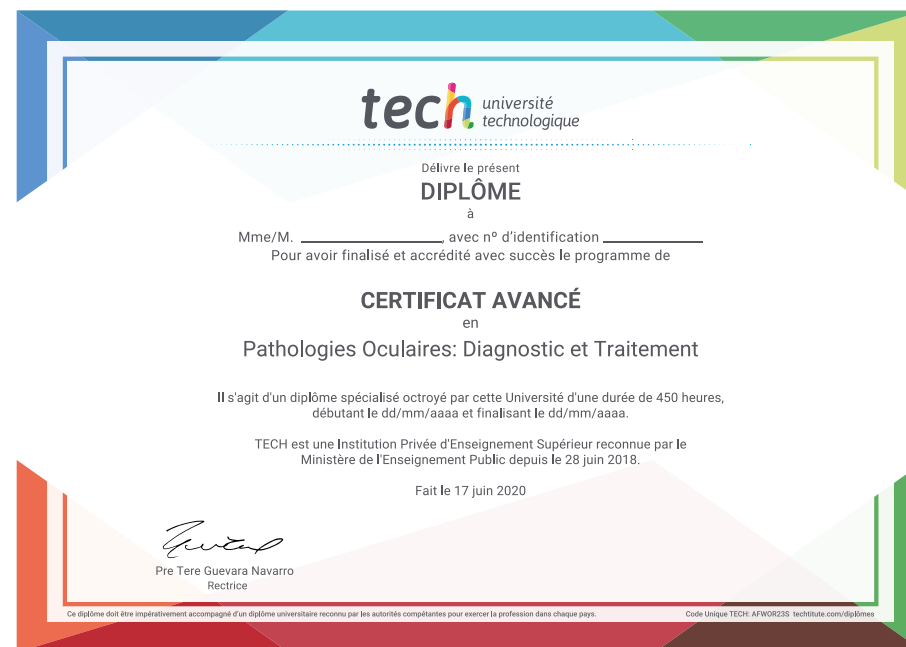 tech université
technologique
Délivre le présent
DIPLÔME
à
Mme/M. ____________________, avec nº d'identification ______________
Pour avoir finalisé et accrédité avec succès le programme de
CERTIFICAT AVANCÉ
en
Pathologies Oculaires: Diagnostic et Traitement
Il s'agit d'un diplôme spécialisé octroyé par cette Université d'une durée de 450 heures,
débutant le dd/mm/aaaa et finalisant le dd/mm/aaaa.
TECH est une Institution Privée d'Enseignement Supérieur reconnue par le
Ministère de l'Enseignement Public depuis le 28 juin 2018.
Fait le 17 juin 2020
Pre Tere Guevara Navarro
Rectrice
Ce diplôme doit être impérativement accompagné d'un diplôme universitaire reconnu par les autorités compétantes pour exercer la profession dans chaque pays.
Code Unique TECH: AFWOR23S techtitute.com/diplômes